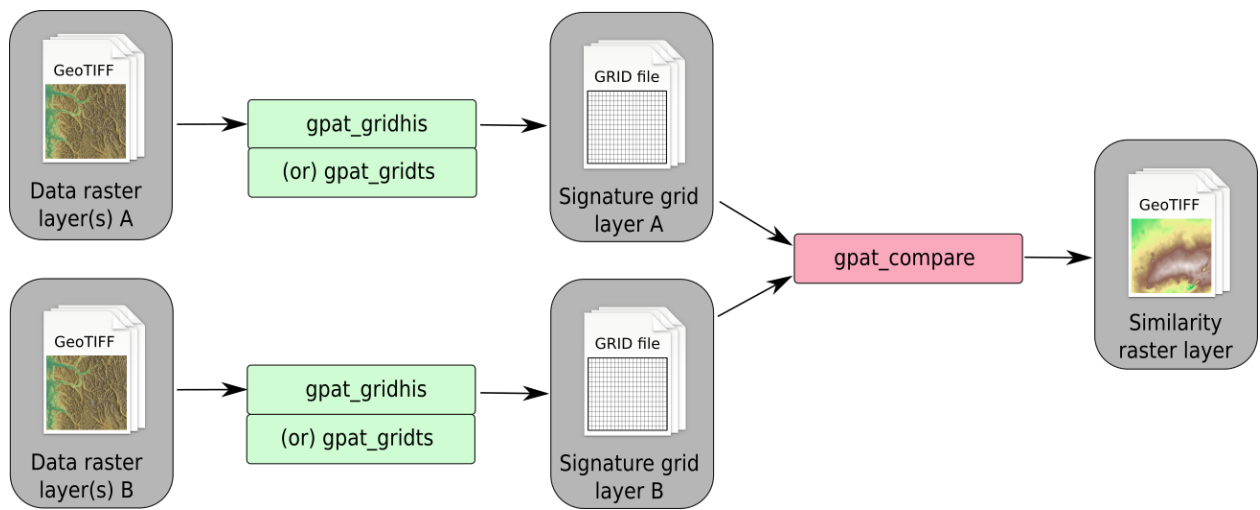 GeoTIFF
Data raster
layer(s) A
gpat_gridhis
(or) gpat_gridts
GRID file
Signature grid
layer A
GeoTIFF
Data raster
layer(s) B
gpat_gridhis
(or) gpat_gridts
GRID file
Signature grid
layer B
gpat_compare
GeoTIFF
Similarity
raster layer